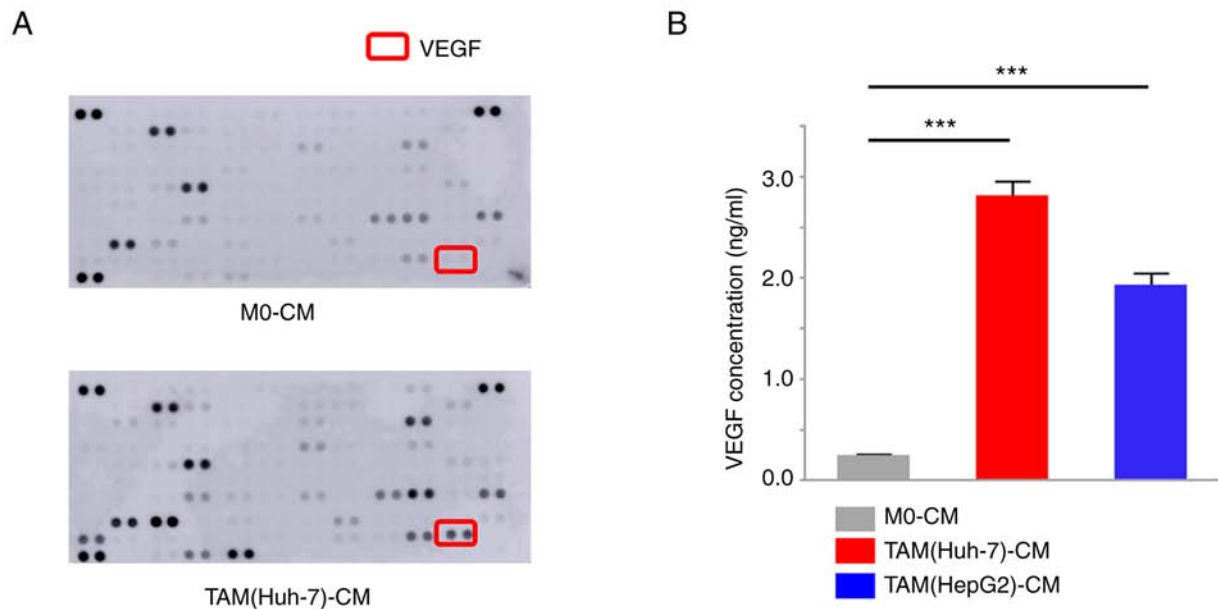 A
VEGF
M0-CM
TAM(Huh-7)-CM
B
***
***
VEGF concentration (ng/ml)
3.0
2.0
1.0
0.0
M0-CM
TAM(Huh-7)-CM
TAM(HepG2)-CM